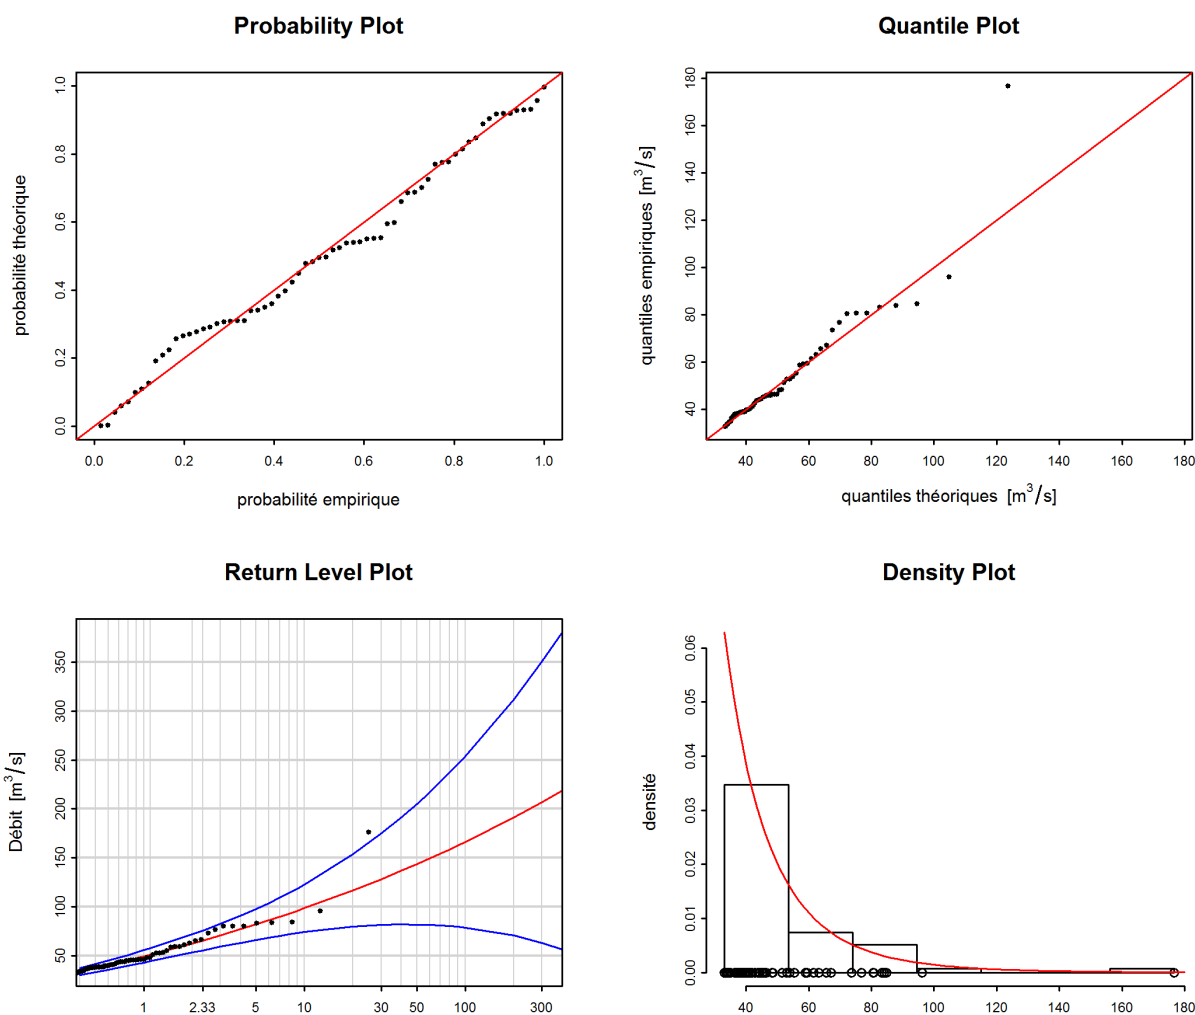 Probability Plot
probabilité théorique
1.0
0.8
0.6
0.4
0.2
0.0
0.0 0.2 0.4 0.6 0.8 1.0
probabilité empirique
Quantile Plot
quantiles empiriques [m³/s]
180
160
140
120
100
80
60
40
40 60 80 100 120 140 160 180
quantiles théoriques [m³/s]
Return Level Plot
Débit [m³/s]
350
300
250
200
150
100
50
1 2.33 5 10 30 50 100 300
Density Plot
densité
0.06
0.05
0.04
0.03
0.02
0.01
0.00
40 60 80 100 120 140 160 180